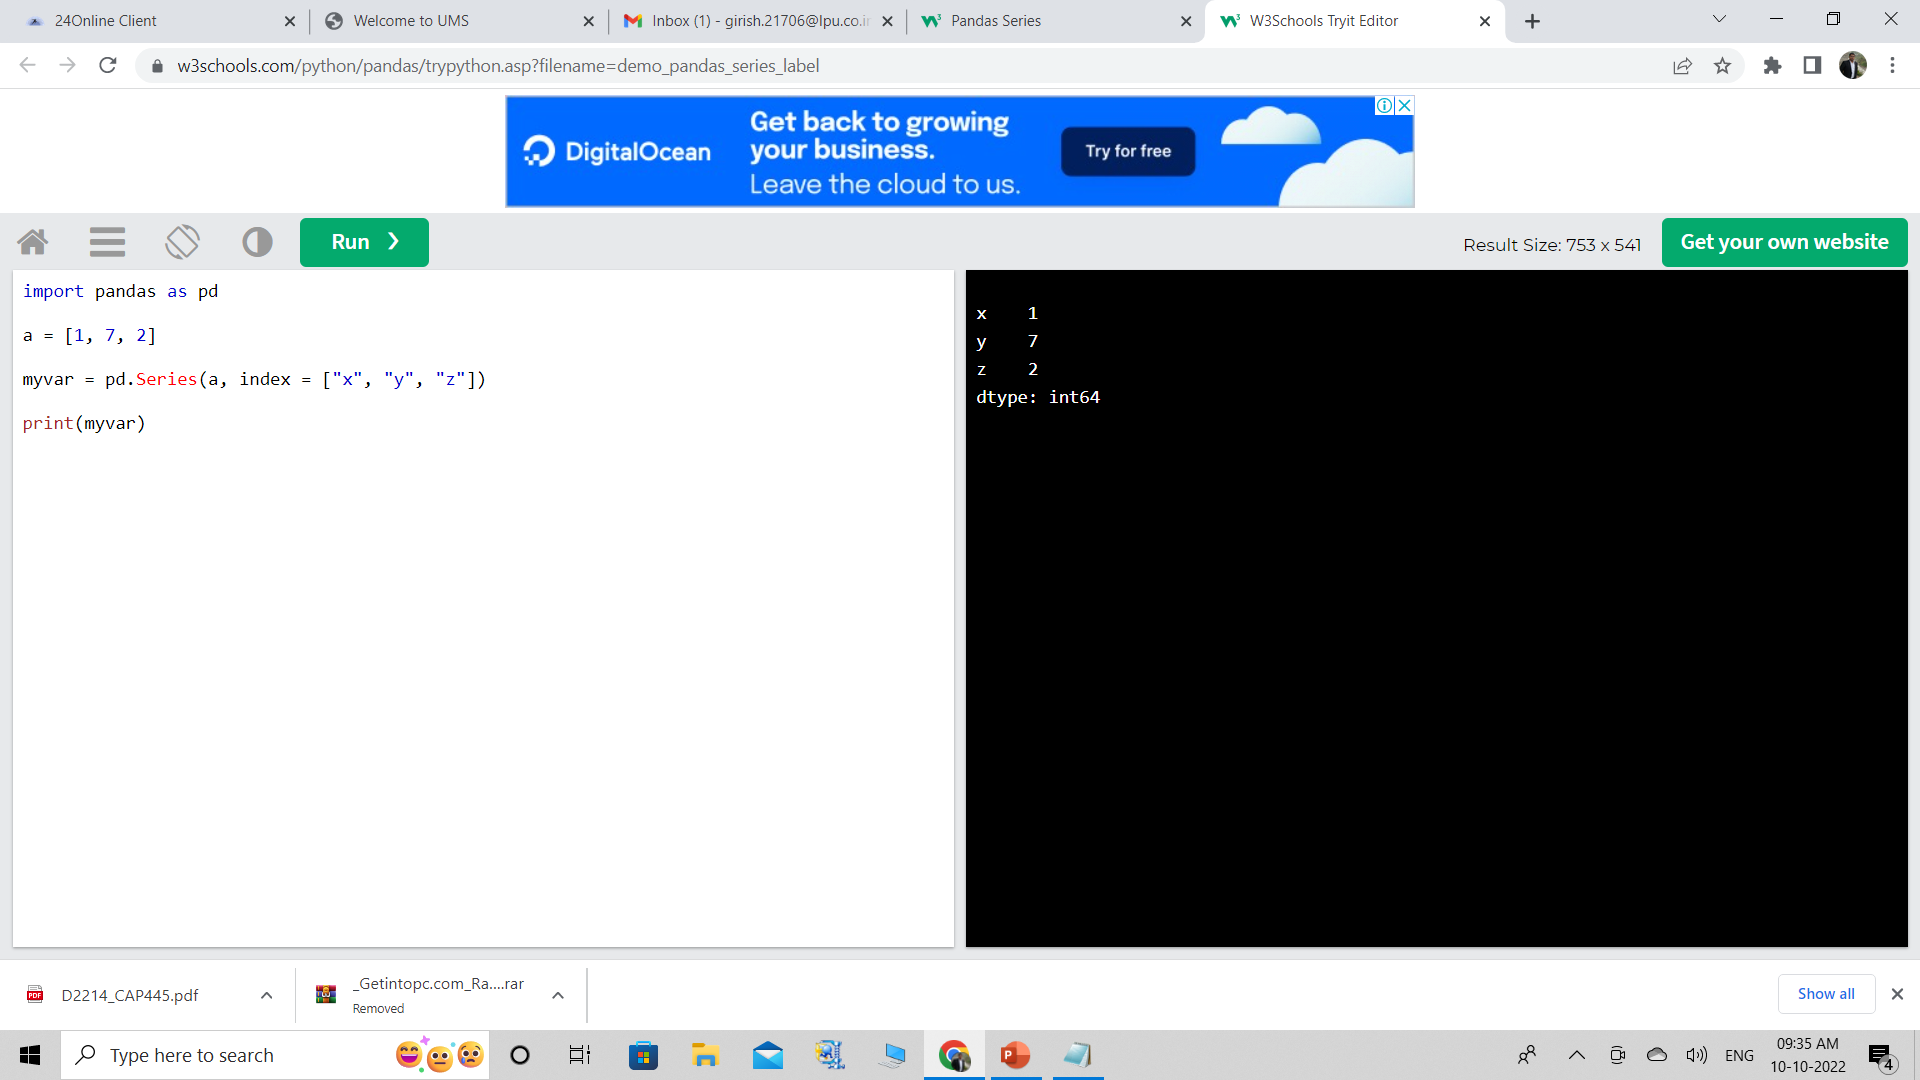 24Online Client
Welcome to UMS
Inbox (1) - girish.21706@lpu.co.in
Pandas Series
W3Schools Tryit Editor
w3schools.com/python/pandas/trypython.asp?filename=demo_pandas_series_label
DigitalOcean
Get back to growing
your business.
Leave the cloud to us.
Try for free
Run ❯
Result Size: 753 x 541
Get your own website
import pandas as pd
a = [1, 7, 2]
myvar = pd.Series(a, index = ["x", "y", "z"])
print(myvar)
x    1
y    7
z    2
dtype: int64
D2214_CAP445.pdf
_Getintopc.com_Ra....rar
Removed
Show all
Type here to search
ENG
09:35 AM
10-10-2022
4